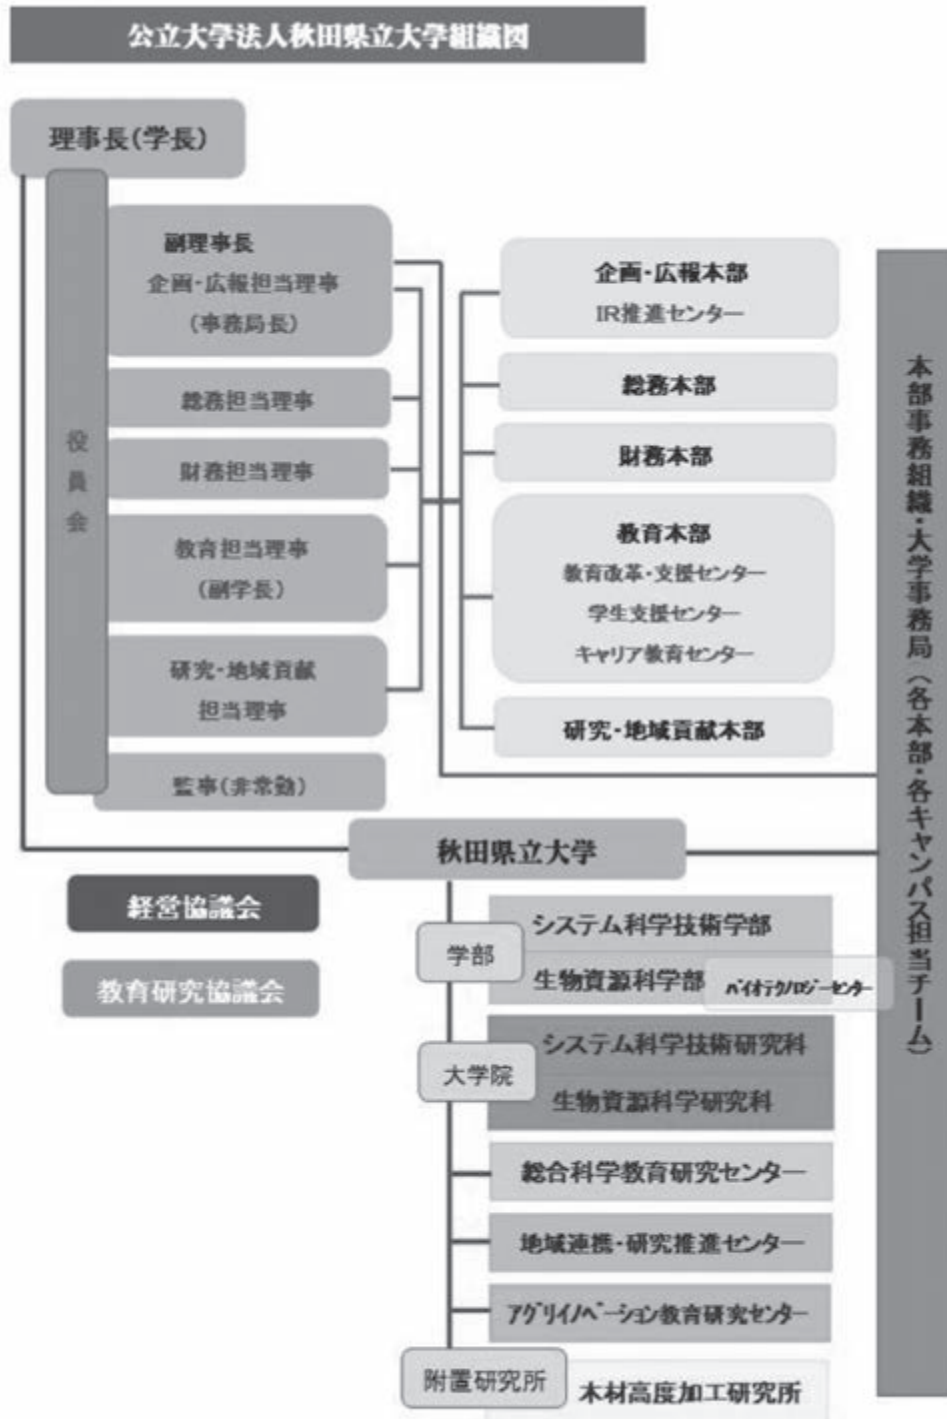 公立大学法人秋田県立大学組織図
理事長(学長)
役員会
副理事長
企画・広報担当理事
(事務局長)
総務担当理事
財務担当理事
教育担当理事
(副学長)
研究・地域貢献
担当理事
監事(非常勤)
企画・広報本部
IR推進センター
総務本部
財務本部
教育本部
教育改革・支援センター
学生支援センター
キャリア教育センター
研究・地域貢献本部
本部事務組織・大学事務局(各本部・各キャンパス担当チーム)
秋田県立大学
経営協議会
教育研究協議会
学部
システム科学技術学部
生物資源科学部
バイオテクノロジーセンター
大学院
システム科学技術研究科
生物資源科学研究科
総合科学教育研究センター
地域連携・研究推進センター
アグリイノベーション教育研究センター
附置研究所
木材高度加工研究所